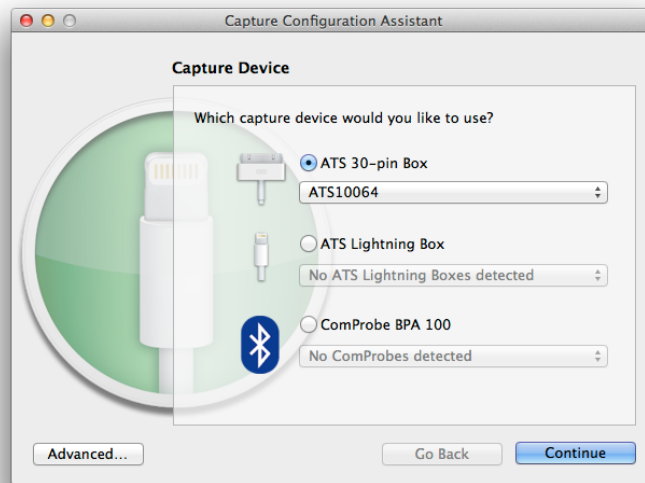 Capture Configuration Assistant
Capture Device
Which capture device would you like to use?
ATS 30-pin Box
ATS10064
ATS Lightning Box
No ATS Lightning Boxes detected
ComProbe BPA 100
No ComProbes detected
Advanced...
Go Back
Continue